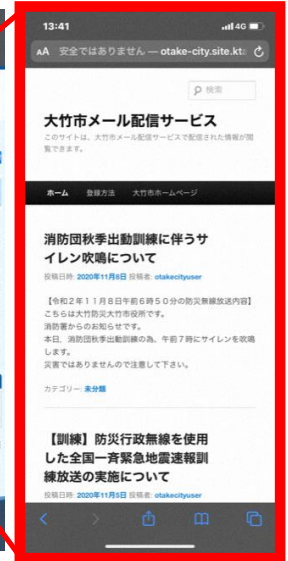 13:41
4G
AA 安全ではありません — otake-city.site.kt
検索
大竹市メール配信サービス
このサイトは、大竹市メール配信サービスで配信された情報が閲
覧できます。
ホーム 登録方法 大竹市ホームページ
消防団秋季出動訓練に伴うサ
イレン吹鳴について
投稿日時: 2020年11月8日 投稿者: otakecityuser
【令和2年11月8日午前6時50分の防災無線放送内容】
こちらは大竹防災大竹市役所です。
消防署からのお知らせです。
本日、消防団秋季出動訓練の為、午前7時にサイレンを吹鳴
します。
災害ではありませんので注意して下さい。
カテゴリー: 未分類
【訓練】防災行政無線を使用
した全国一斉緊急地震速報訓
練放送の実施について
投稿日時: 2020年11月5日 投稿者: otakecityuser